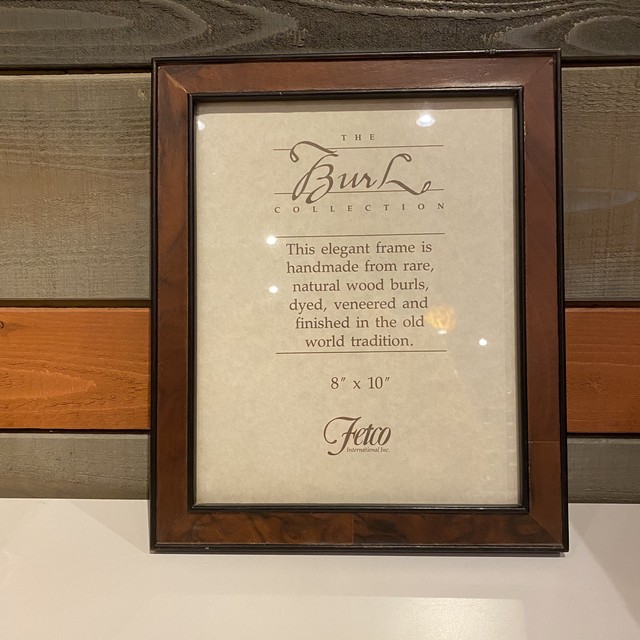 THE
Burl
COLLECTION
This elegant frame is
handmade from rare,
natural wood burls,
dyed, veneered and
finished in the old
world tradition.
8" x 10"
Fetco
International Inc.